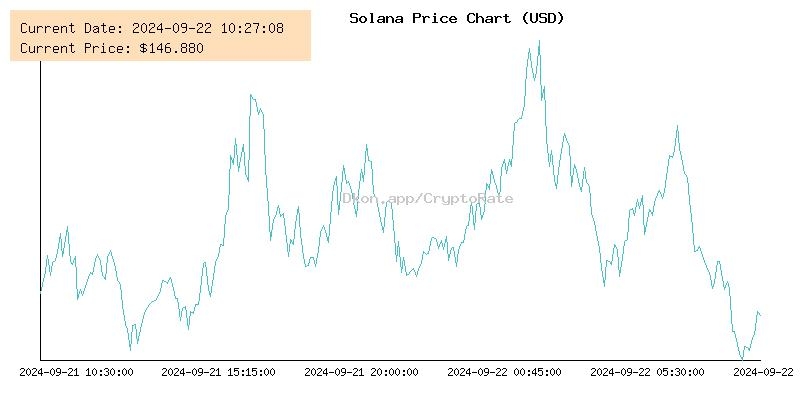 Solana Price Chart (USD)
Current Date: 2024-09-22 10:27:08
Current Price: $146.880
Dkon.app/CryptoRate
2024-09-21 10:30:00
2024-09-21 15:15:00
2024-09-21 20:00:00
2024-09-22 00:45:00
2024-09-22 05:30:00
2024-09-22